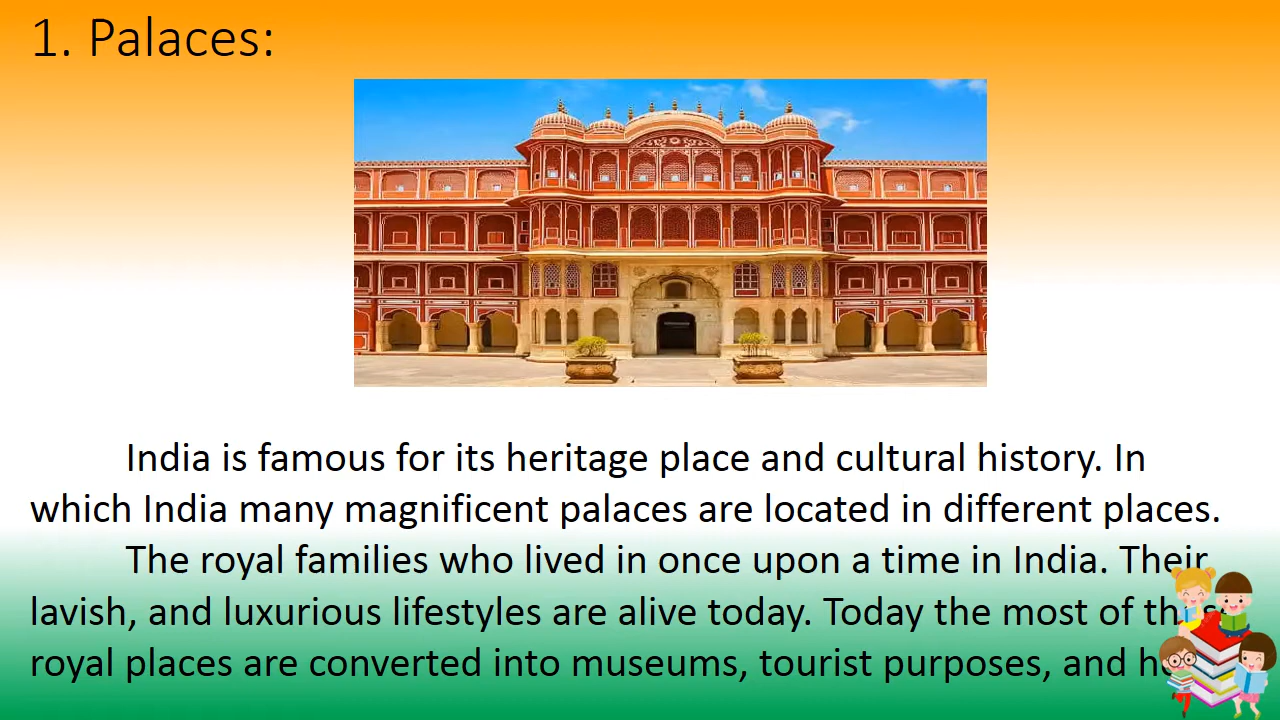 1. Palaces:
India is famous for its heritage place and cultural history. In
which India many magnificent palaces are located in different places.
The royal families who lived in once upon a time in India. Their
lavish, and luxurious lifestyles are alive today. Today the most of
royal places are converted into museums, tourist purposes, and